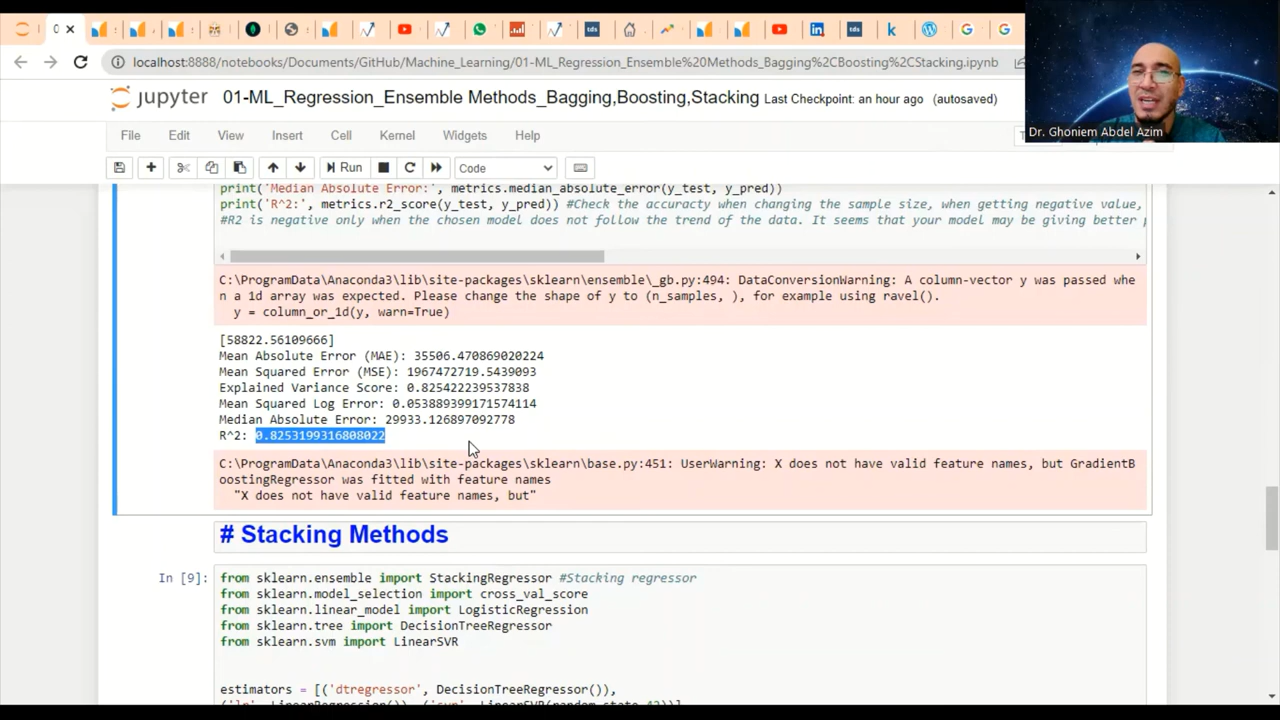 localhost:8888/notebooks/Documents/GitHub/Machine_Learning/01-ML_Regression_Ensemble%20Methods_Bagging%2CBoosting%2CStacking.ipynb
jupyter 01-ML_Regression_Ensemble Methods_Bagging,Boosting,Stacking Last Checkpoint: an hour ago (autosaved)
Dr. Ghoniem Abdel Azim
File Edit View Insert Cell Kernel Widgets Help
Run Code
print('Median Absolute Error:', metrics.median_absolute_error(y_test, y_pred))
print('R^2:', metrics.r2_score(y_test, y_pred)) #Check the accuracty when changing the sample size, when getting negative value,
#R2 is negative only when the chosen model does not follow the trend of the data. It seems that your model may be giving better
C:\ProgramData\Anaconda3\lib\site-packages\sklearn\ensemble\_gb.py:494: DataConversionWarning: A column-vector y was passed whe
n a 1d array was expected. Please change the shape of y to (n_samples, ), for example using ravel().
y = column_or_1d(y, warn=True)
[58822.56109666]
Mean Absolute Error (MAE): 35506.470869020224
Mean Squared Error (MSE): 1967472719.5439093
Explained Variance Score: 0.825422239537838
Mean Squared Log Error: 0.053889399171574114
Median Absolute Error: 29933.126897092778
R^2: 0.8253199316808022
C:\ProgramData\Anaconda3\lib\site-packages\sklearn\base.py:451: UserWarning: X does not have valid feature names, but GradientB
oostingRegressor was fitted with feature names
"X does not have valid feature names, but"
# Stacking Methods
In [9]: from sklearn.ensemble import StackingRegressor #Stacking regressor
from sklearn.model_selection import cross_val_score
from sklearn.linear_model import LogisticRegression
from sklearn.tree import DecisionTreeRegressor
from sklearn.svm import LinearSVR
estimators = [('dtregressor', DecisionTreeRegressor()),